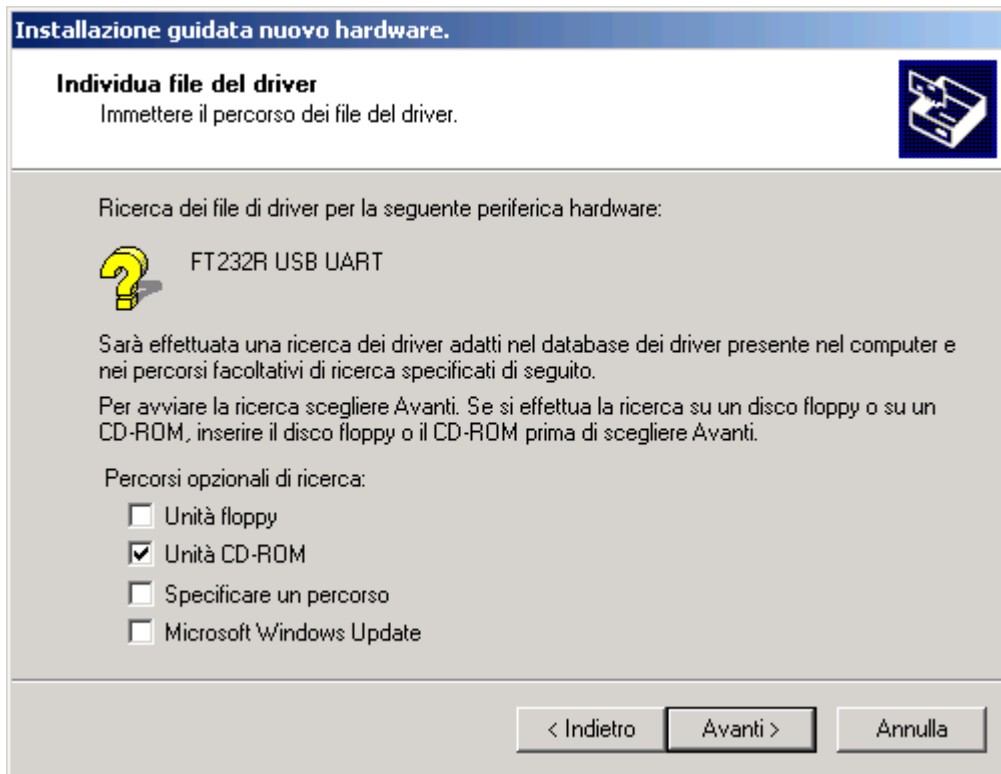 Installazione guidata nuovo hardware.
Individua file del driver
Immettere il percorso dei file del driver.
Ricerca dei file di driver per la seguente periferica hardware:
FT232R USB UART
Sarà effettuata una ricerca dei driver adatti nel database dei driver presente nel computer e
nei percorsi facoltativi di ricerca specificati di seguito.
Per avviare la ricerca scegliere Avanti. Se si effettua la ricerca su un disco floppy o su un
CD-ROM, inserire il disco floppy o il CD-ROM prima di scegliere Avanti.
Percorsi opzionali di ricerca:
Unità floppy
Unità CD-ROM
Specificare un percorso
Microsoft Windows Update
< Indietro
Avanti >
Annulla